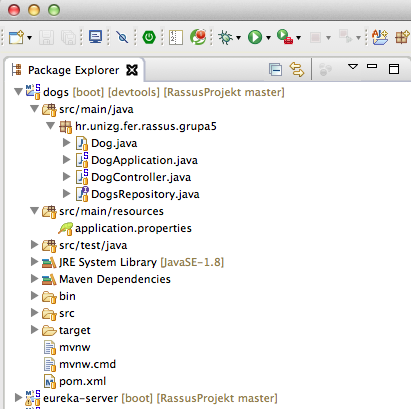 Package Explorer
dogs [boot] [devtools] [RassusProjekt master]
src/main/java
hr.unizg.fer.rassus.grupa5
Dog.java
DogApplication.java
DogController.java
DogsRepository.java
src/main/resources
application.properties
src/test/java
JRE System Library [JavaSE-1.8]
Maven Dependencies
bin
src
target
mvnw
mvnw.cmd
pom.xml
eureka-server [boot] [RassusProjekt master]